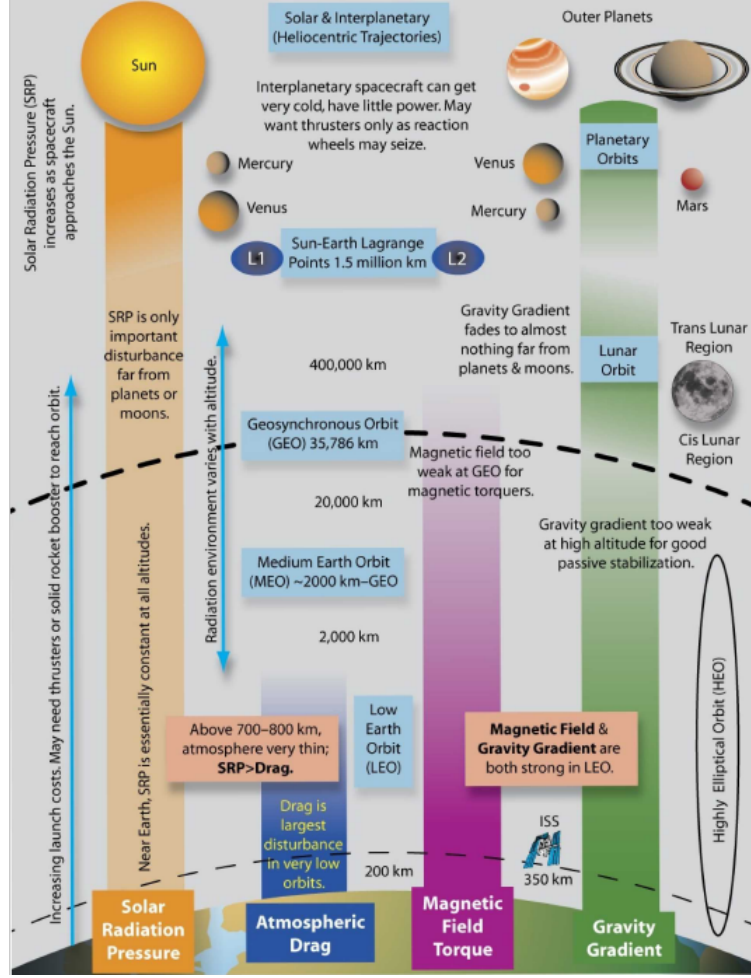 Solar & Interplanetary
(Heliocentric Trajectories)
Outer Planets
Sun
Interplanetary spacecraft can get
very cold, have little power. May
want thrusters only as reaction
wheels may seize.
Solar Radiation Pressure (SRP)
increases as spacecraft
approaches the Sun.
Planetary
Orbits
Mercury
Venus
Venus
Mercury
Mars
L1
Sun-Earth Lagrange
Points 1.5 million km
L2
SRP is only
important
disturbance
far from
planets or
moons.
Radiation environment varies with altitude.
400,000 km
Gravity Gradient
fades to almost
nothing far from
planets & moons.
Lunar
Orbit
Trans Lunar
Region
Cis Lunar
Region
Geosynchronous Orbit
(GEO) 35,786 km
Magnetic field too
weak at GEO for
magnetic torquers.
20,000 km
Gravity gradient too weak
at high altitude for good
passive stabilization.
Medium Earth Orbit
(MEO) ~2000 km–GEO
2,000 km
Increasing launch costs. May need thrusters or solid rocket booster to reach orbit.
Near Earth, SRP is essentially constant at all altitudes.
Above 700–800 km,
atmosphere very thin;
SRP>Drag.
Low
Earth
Orbit
(LEO)
Magnetic Field &
Gravity Gradient are
both strong in LEO.
Highly Elliptical Orbit (HEO)
Drag is
largest
disturbance
in very low
orbits.
200 km
ISS
350 km
Solar
Radiation
Pressure
Atmospheric
Drag
Magnetic
Field
Torque
Gravity
Gradient